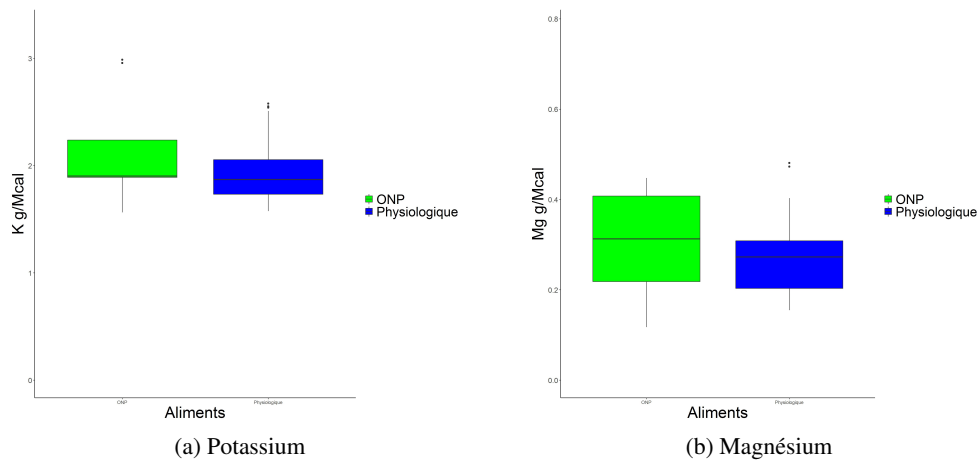 K g/Mcal
3
2
1
0
ONP
Physiologique
Aliments
ONP
Physiologique
(a) Potassium
Mg g/Mcal
0.8
0.6
0.4
0.2
0.0
ONP
Physiologique
Aliments
ONP
Physiologique
(b) Magnésium